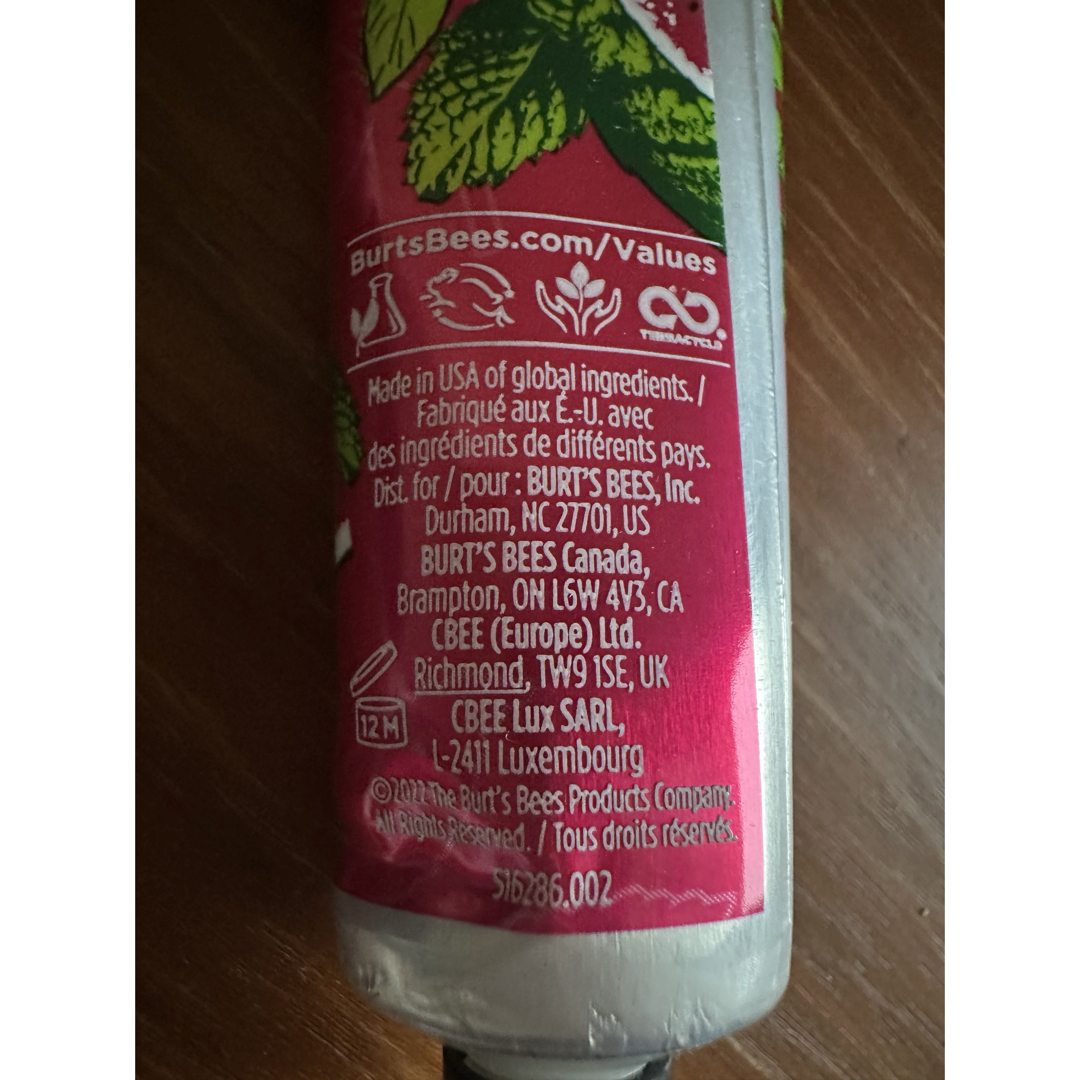 BurtsBees.com/Values
TERRACYCLE®
Made in USA of global ingredients. /
Fabriqué aux É.-U. avec
des ingrédients de différents pays.
Dist. for / pour : BURT'S BEES, Inc.
Durham, NC 27701, US
BURT'S BEES Canada,
Brampton, ON L6W 4V3, CA
CBEE (Europe) Ltd.
Richmond, TW9 1SE, UK
12 M
CBEE Lux SARL,
L-2411 Luxembourg
©2022 The Burt's Bees Products Company.
All Rights Reserved. / Tous droits réservés.
516286.002